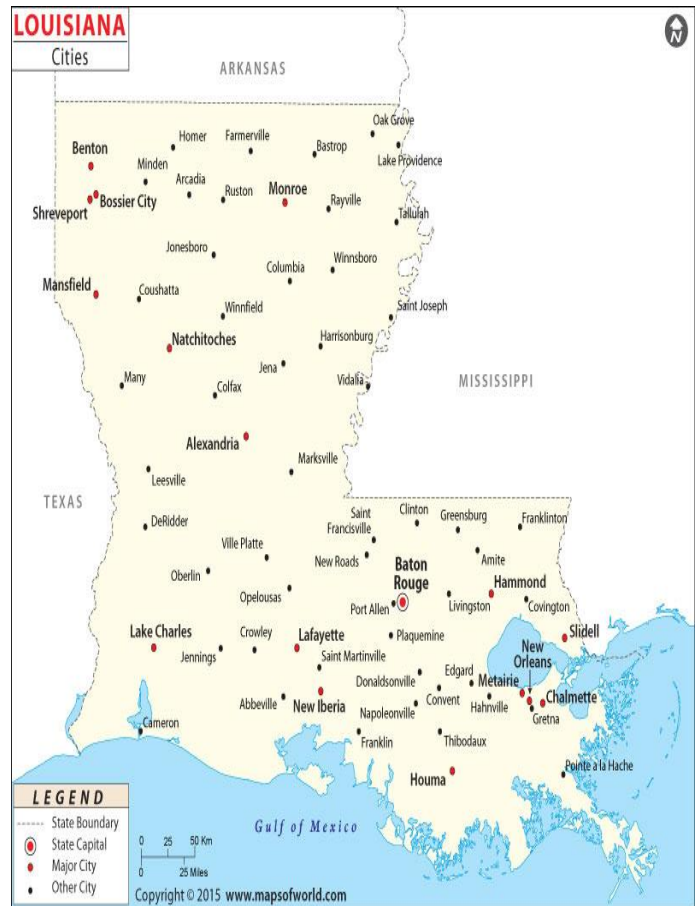 LOUISIANA
Cities
N
ARKANSAS
Oak Grove
Homer
Farmerville
Bastrop
Benton
Minden
Lake Providence
Arcadia
Ruston
Monroe
Bossier City
Rayville
Shreveport
Tallulah
Jonesboro
Winnsboro
Columbia
Mansfield
Coushatta
Winnfield
Saint Joseph
Natchitoches
Harrisonburg
Jena
Many
Colfax
Vidalia
MISSISSIPPI
Alexandria
Marksville
Leesville
TEXAS
DeRidder
Saint
Francisville
Clinton
Greensburg
Franklinton
Ville Platte
New Roads
Amite
Oberlin
Baton
Rouge
Hammond
Opelousas
Port Allen
Livingston
Covington
Lake Charles
Crowley
Lafayette
Plaquemine
Slidell
Jennings
Saint Martinville
New
Orleans
Donaldsonville
Edgard
Metairie
Abbeville
New Iberia
Convent
Hahnville
Chalmette
Napoleonville
Gretna
Cameron
Franklin
Thibodaux
Houma
Pointe a la Hache
Gulf of Mexico
LEGEND
State Boundary
State Capital
Major City
Other City
0 25 50 Km
0 25 Miles
Copyright © 2015 www.mapsofworld.com